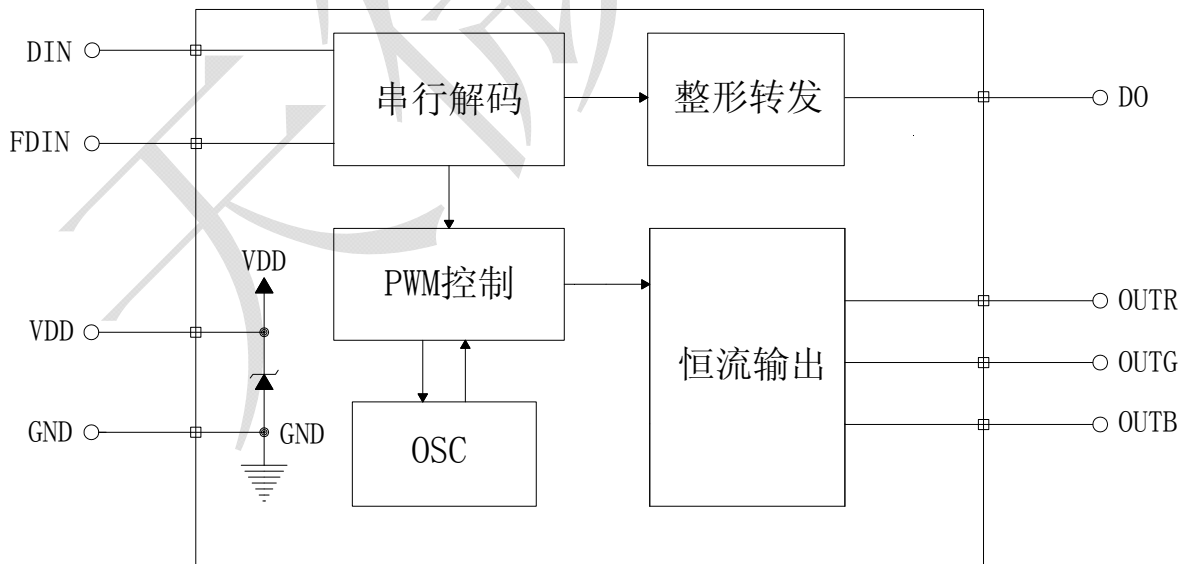 DIN
串行解码
整形转发
DO
FDIN
VDD
PWM控制
OUTR
VDD
恒流输出
OUTG
GND
GND
OSC
OUTB